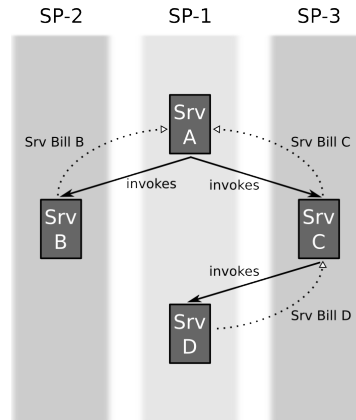 SP-2 SP-1 SP-3
Srv
A
Srv Bill B
Srv Bill C
invokes
invokes
Srv
B
Srv
C
invokes
Srv
D
Srv Bill D